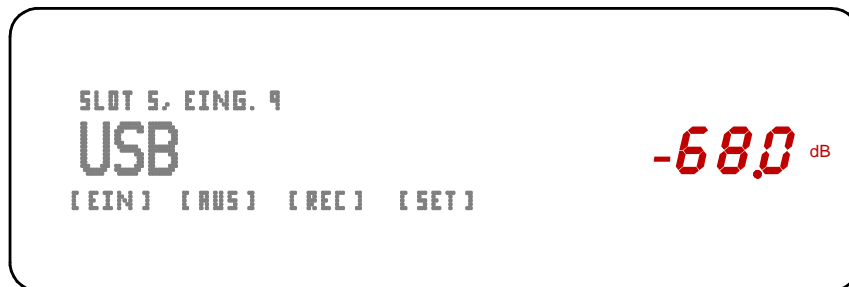 SLOT 5, EING. 9
USB
-68.0 dB
[EIN] [AUS] [REC] [SET]